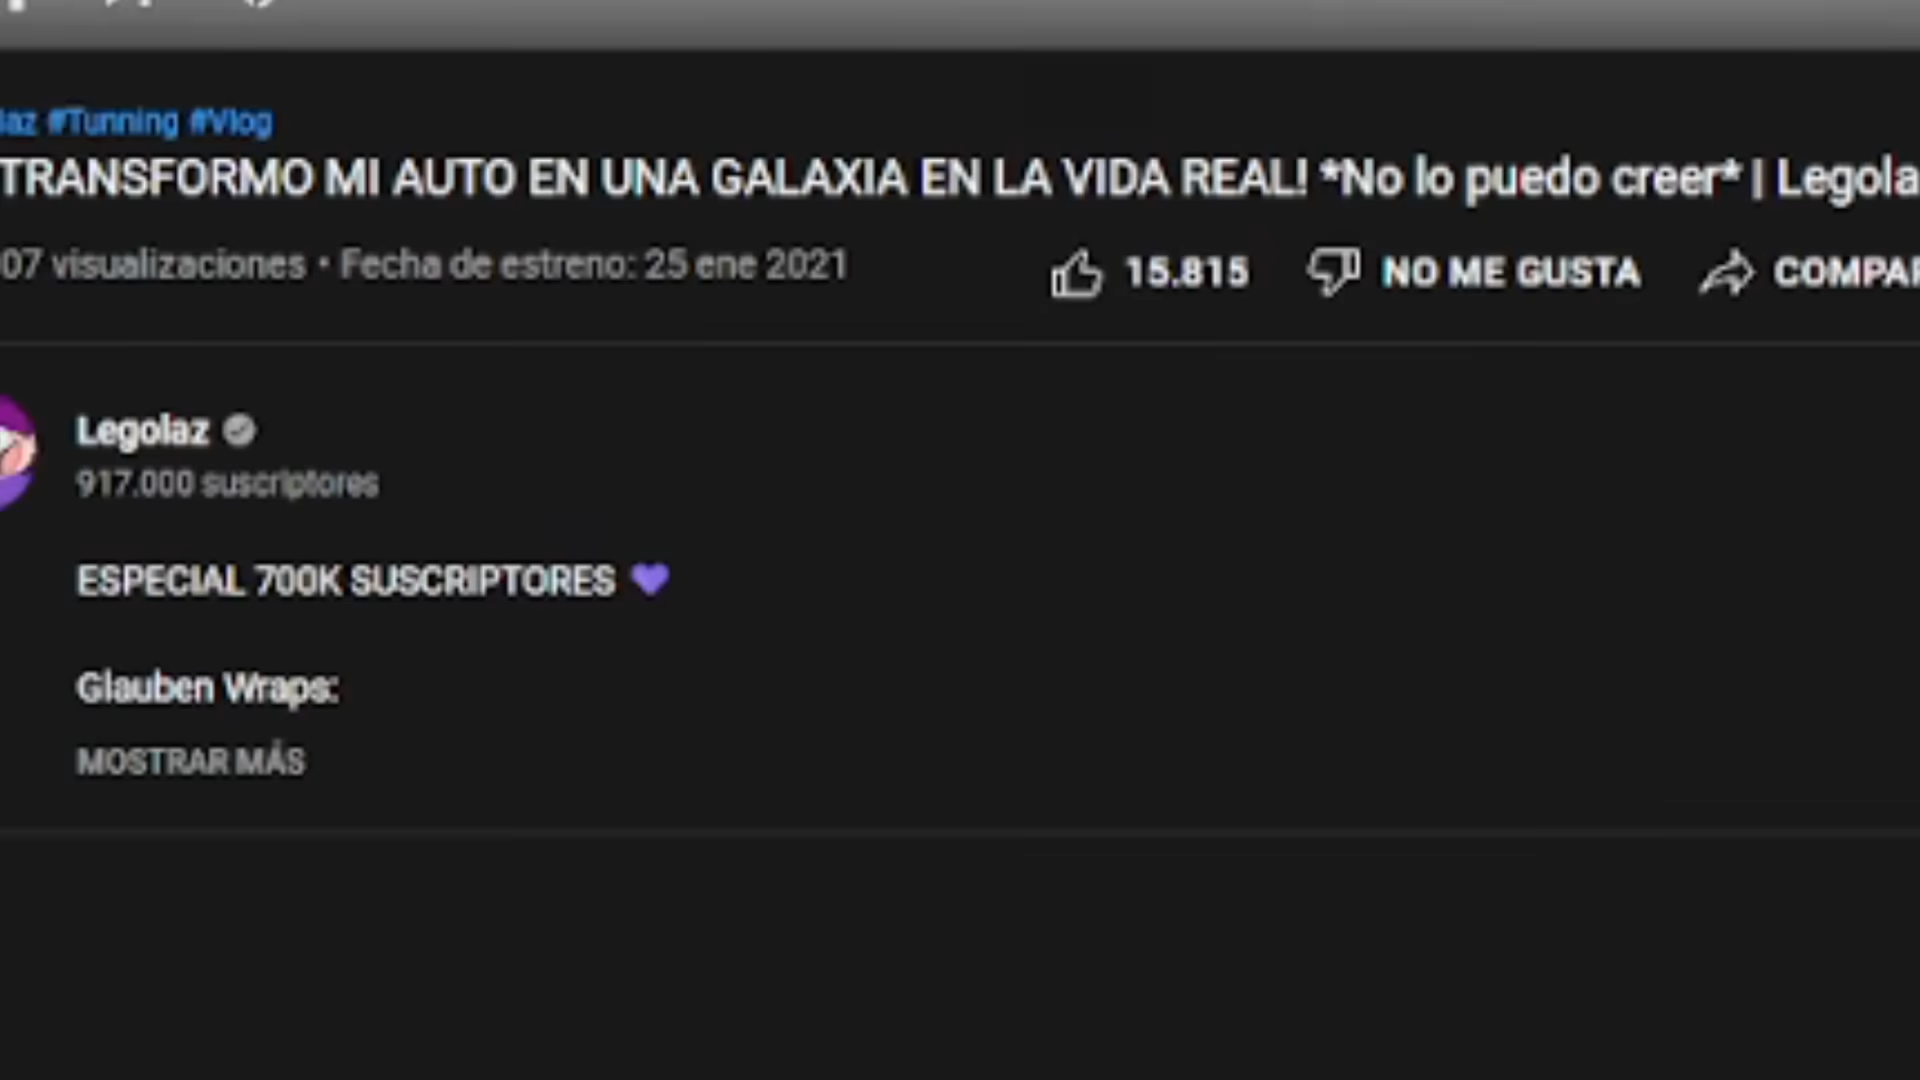 #Tunning #Vlog
TRANSFORMO MI AUTO EN UNA GALAXIA EN LA VIDA REAL! *No lo puedo creer* | Legola
07 visualizaciones • Fecha de estreno: 25 ene 2021
15.815 NO ME GUSTA COMPAR
Legolaz
917.000 suscriptores
ESPECIAL 700K SUSCRIPTORES 💜
Glauben Wraps:
MOSTRAR MÁS